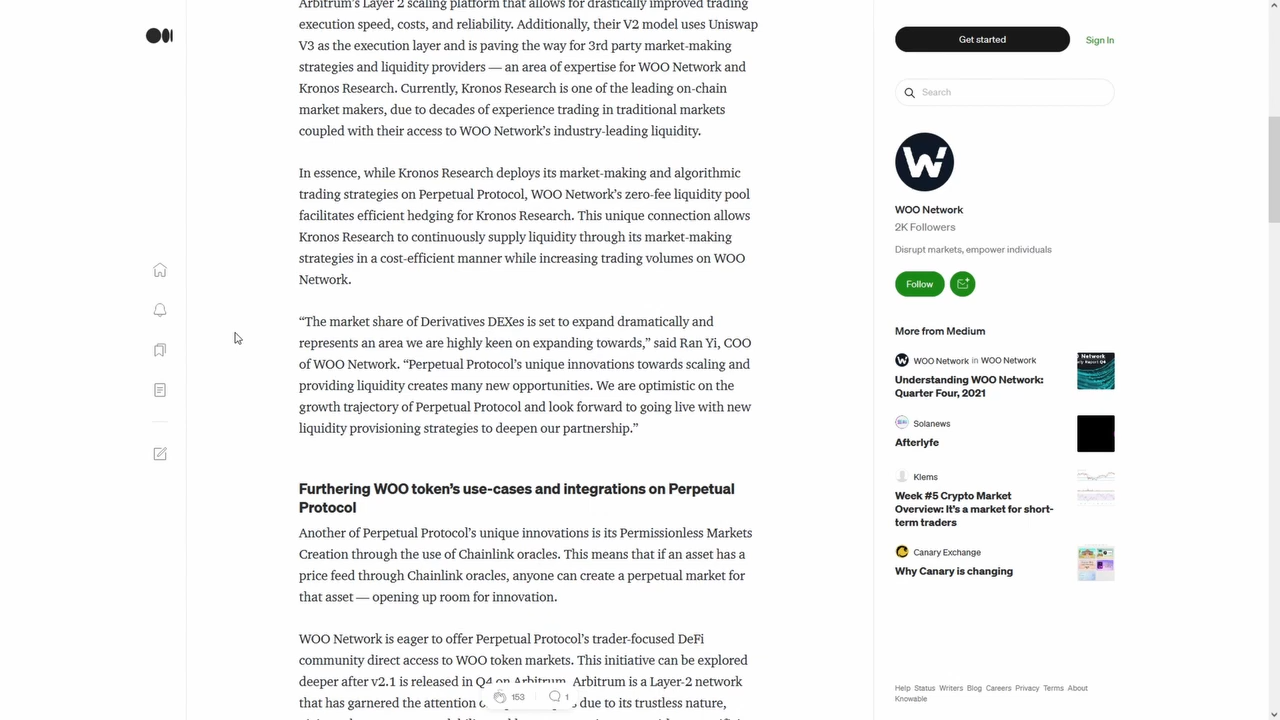 Arbitrum's Layer 2 scaling platform that allows for drastically improved trading
execution speed, costs, and reliability. Additionally, their V2 model uses Uniswap
V3 as the execution layer and is paving the way for 3rd party market-making
strategies and liquidity providers — an area of expertise for WOO Network and
Kronos Research. Currently, Kronos Research is one of the leading on-chain
market makers, due to decades of experience trading in traditional markets
coupled with their access to WOO Network's industry-leading liquidity.
In essence, while Kronos Research deploys its market-making and algorithmic
trading strategies on Perpetual Protocol, WOO Network's zero-fee liquidity pool
facilitates efficient hedging for Kronos Research. This unique connection allows
Kronos Research to continuously supply liquidity through its market-making
strategies in a cost-efficient manner while increasing trading volumes on WOO
Network.
“The market share of Derivatives DEXes is set to expand dramatically and
represents an area we are highly keen on expanding towards,” said Ran Yi, COO
of WOO Network. “Perpetual Protocol's unique innovations towards scaling and
providing liquidity creates many new opportunities. We are optimistic on the
growth trajectory of Perpetual Protocol and look forward to going live with new
liquidity provisioning strategies to deepen our partnership.”
Furthering WOO token's use-cases and integrations on Perpetual
Protocol
Another of Perpetual Protocol's unique innovations is its Permissionless Markets
Creation through the use of Chainlink oracles. This means that if an asset has a
price feed through Chainlink oracles, anyone can create a perpetual market for
that asset — opening up room for innovation.
WOO Network is eager to offer Perpetual Protocol's trader-focused DeFi
community direct access to WOO token markets. This initiative can be explored
deeper after v2.1 is released in Q4 on Arbitrum. Arbitrum is a Layer-2 network
that has garnered the attention of due to its trustless nature,
153 1
Get started
Sign In
Search
WOO Network
2K Followers
Disrupt markets, empower individuals
Follow
More from Medium
WOO Network in WOO Network
Understanding WOO Network:
Quarter Four, 2021
Solanews
Afterlyfe
Klems
Week #5 Crypto Market
Overview: It's a market for short-
term traders
Canary Exchange
Why Canary is changing
Help Status Writers Blog Careers Privacy Terms About
Knowable